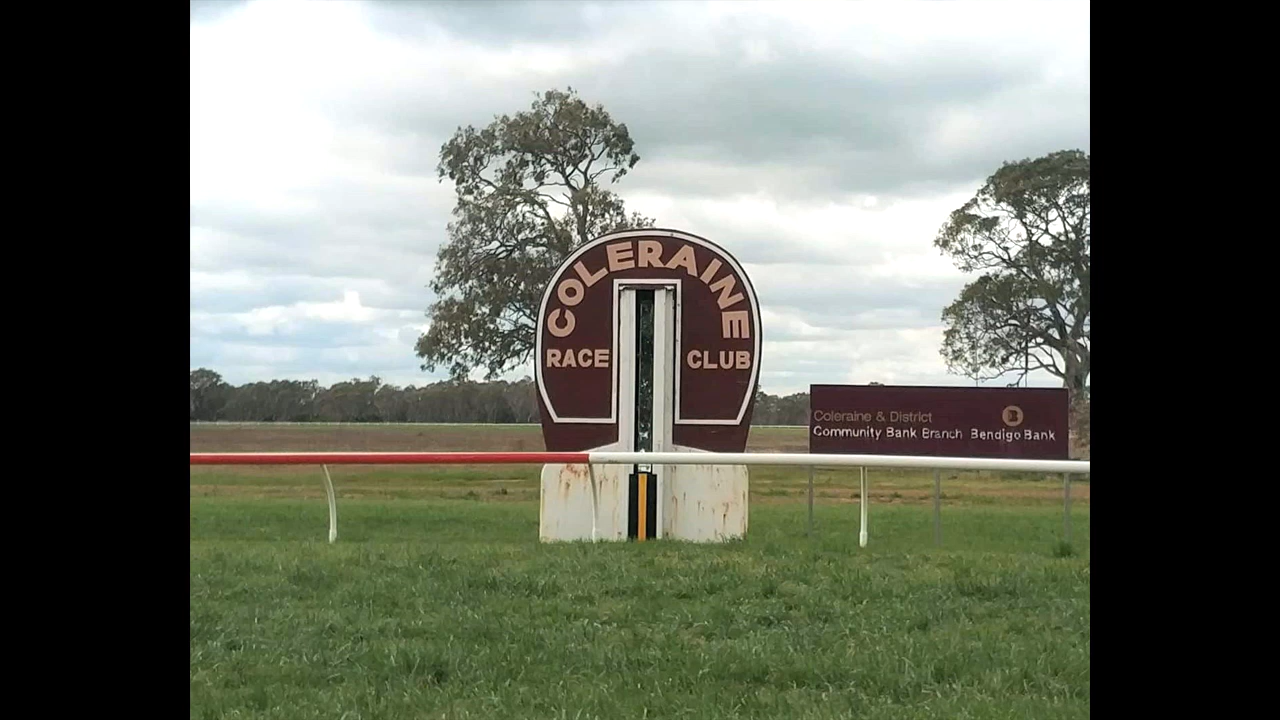 COLERAINE
RACE CLUB
Coleraine & District
Community Bank Branch Bendigo Bank